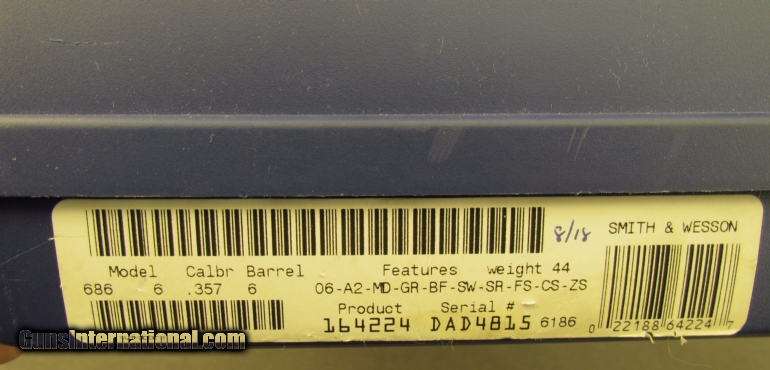 8/18 SMITH & WESSON
Model Calbr Barrel Features weight 44
686 6 .357 6 06-A2-MD-GR-BF-SW-SR-FS-CS-ZS
Product Serial #
164224 DAD4815 6186
0 22188 64224 7
GunsInternational.com